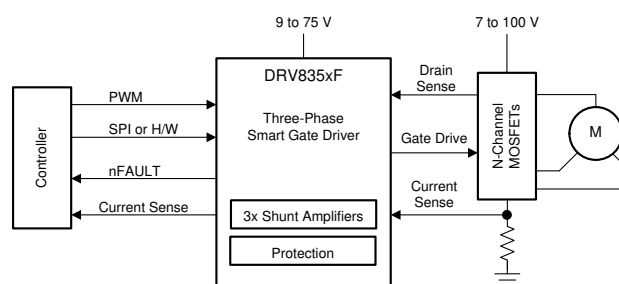 9 to 75 V
7 to 100 V
DRV835xF
Three-Phase
Smart Gate Driver
3x Shunt Amplifiers
Protection
Controller
PWM
SPI or H/W
nFAULT
Current Sense
Drain
Sense
Gate Drive
Current
Sense
N-Channel
MOSFETs
M